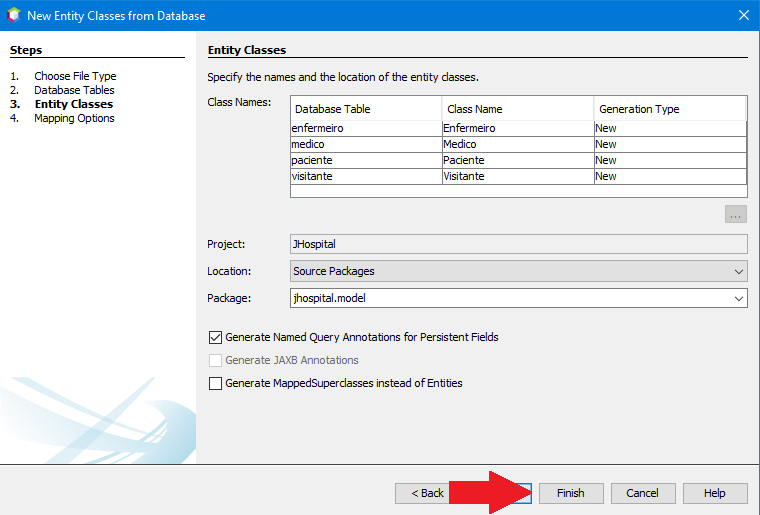 New Entity Classes from Database
Steps
1. Choose File Type
2. Database Tables
3. Entity Classes
4. Mapping Options
Entity Classes
Specify the names and the location of the entity classes.
Class Names:
Database Table Class Name Generation Type
enfermeiro Enfermeiro New
medico Medico New
paciente Paciente New
visitante Visitante New
...
Project: JHospital
Location: Source Packages
Package: jhospital.model
Generate Named Query Annotations for Persistent Fields
Generate JAXB Annotations
Generate MappedSuperclasses instead of Entities
< Back Finish Cancel Help